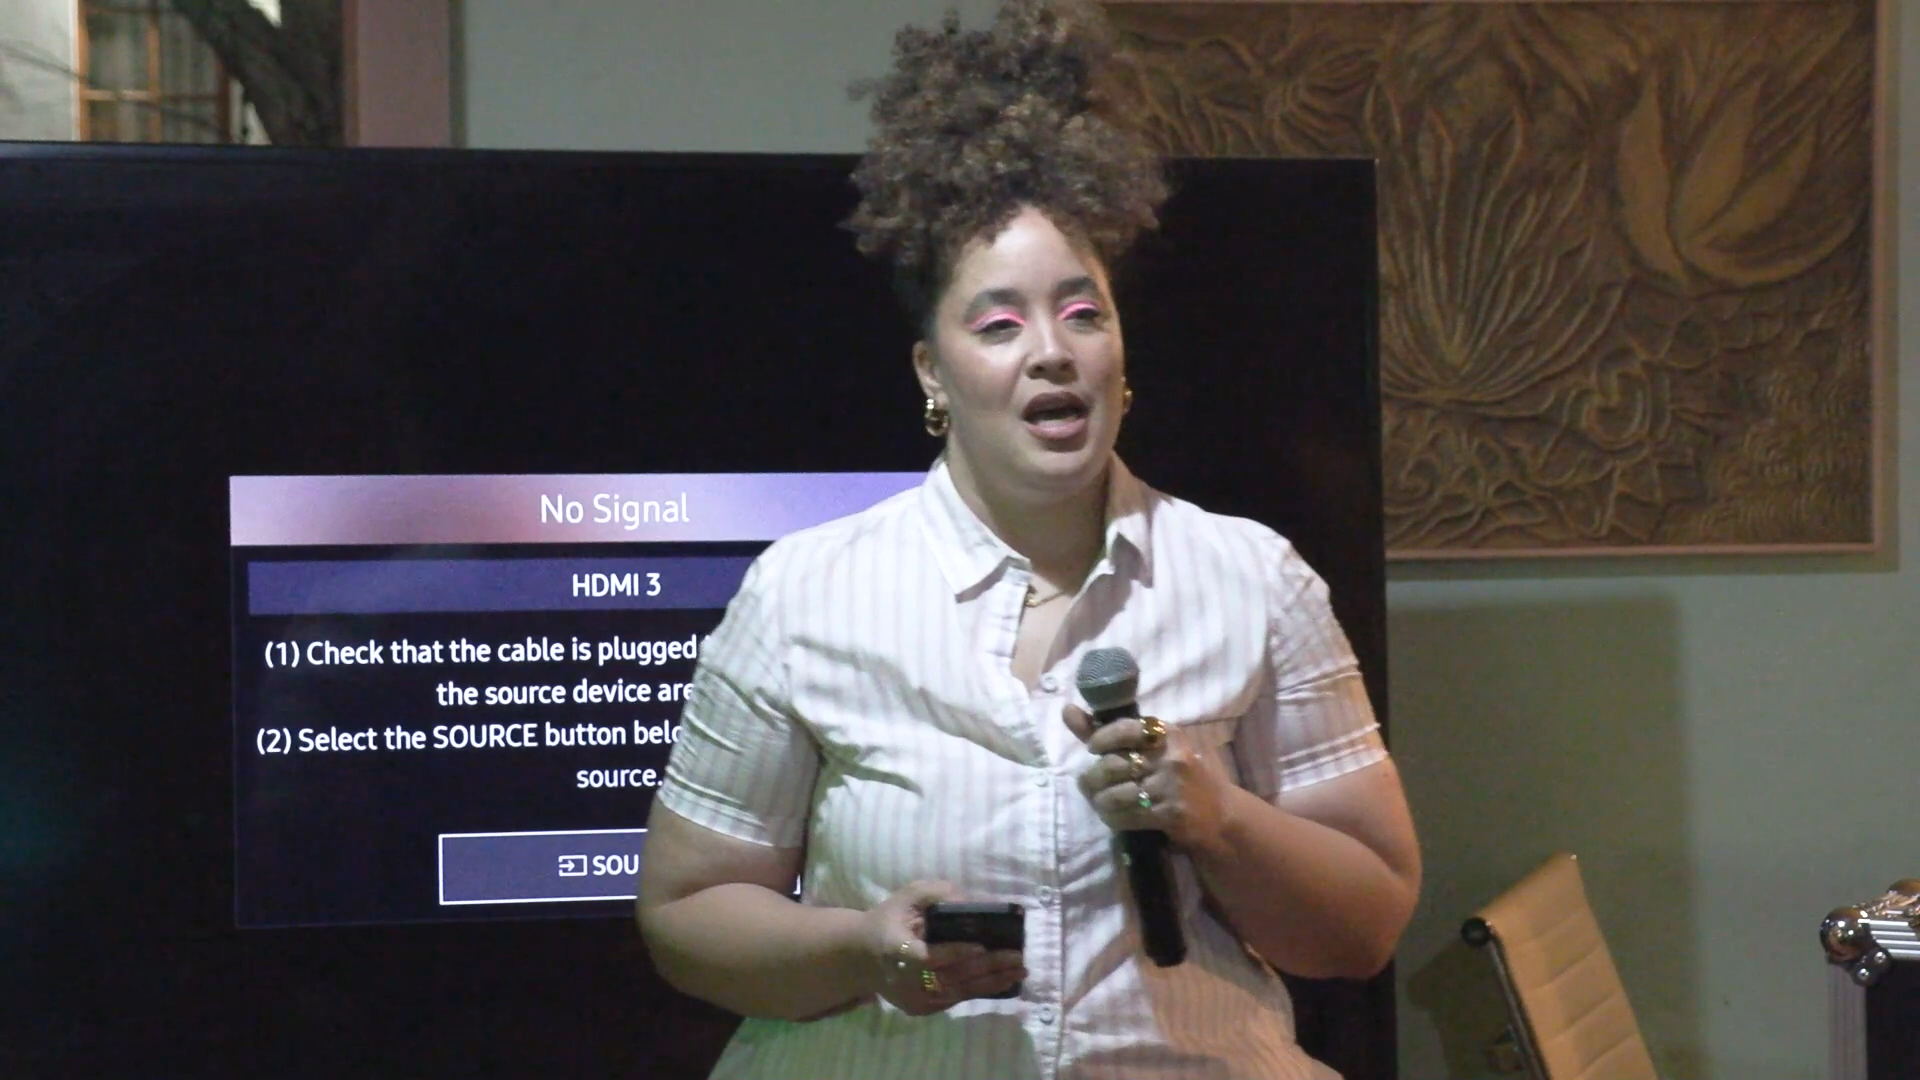 No Signal
HDMI 3
(1) Check that the cable is plugged
the source device are
(2) Select the SOURCE button belo
source.
SOU